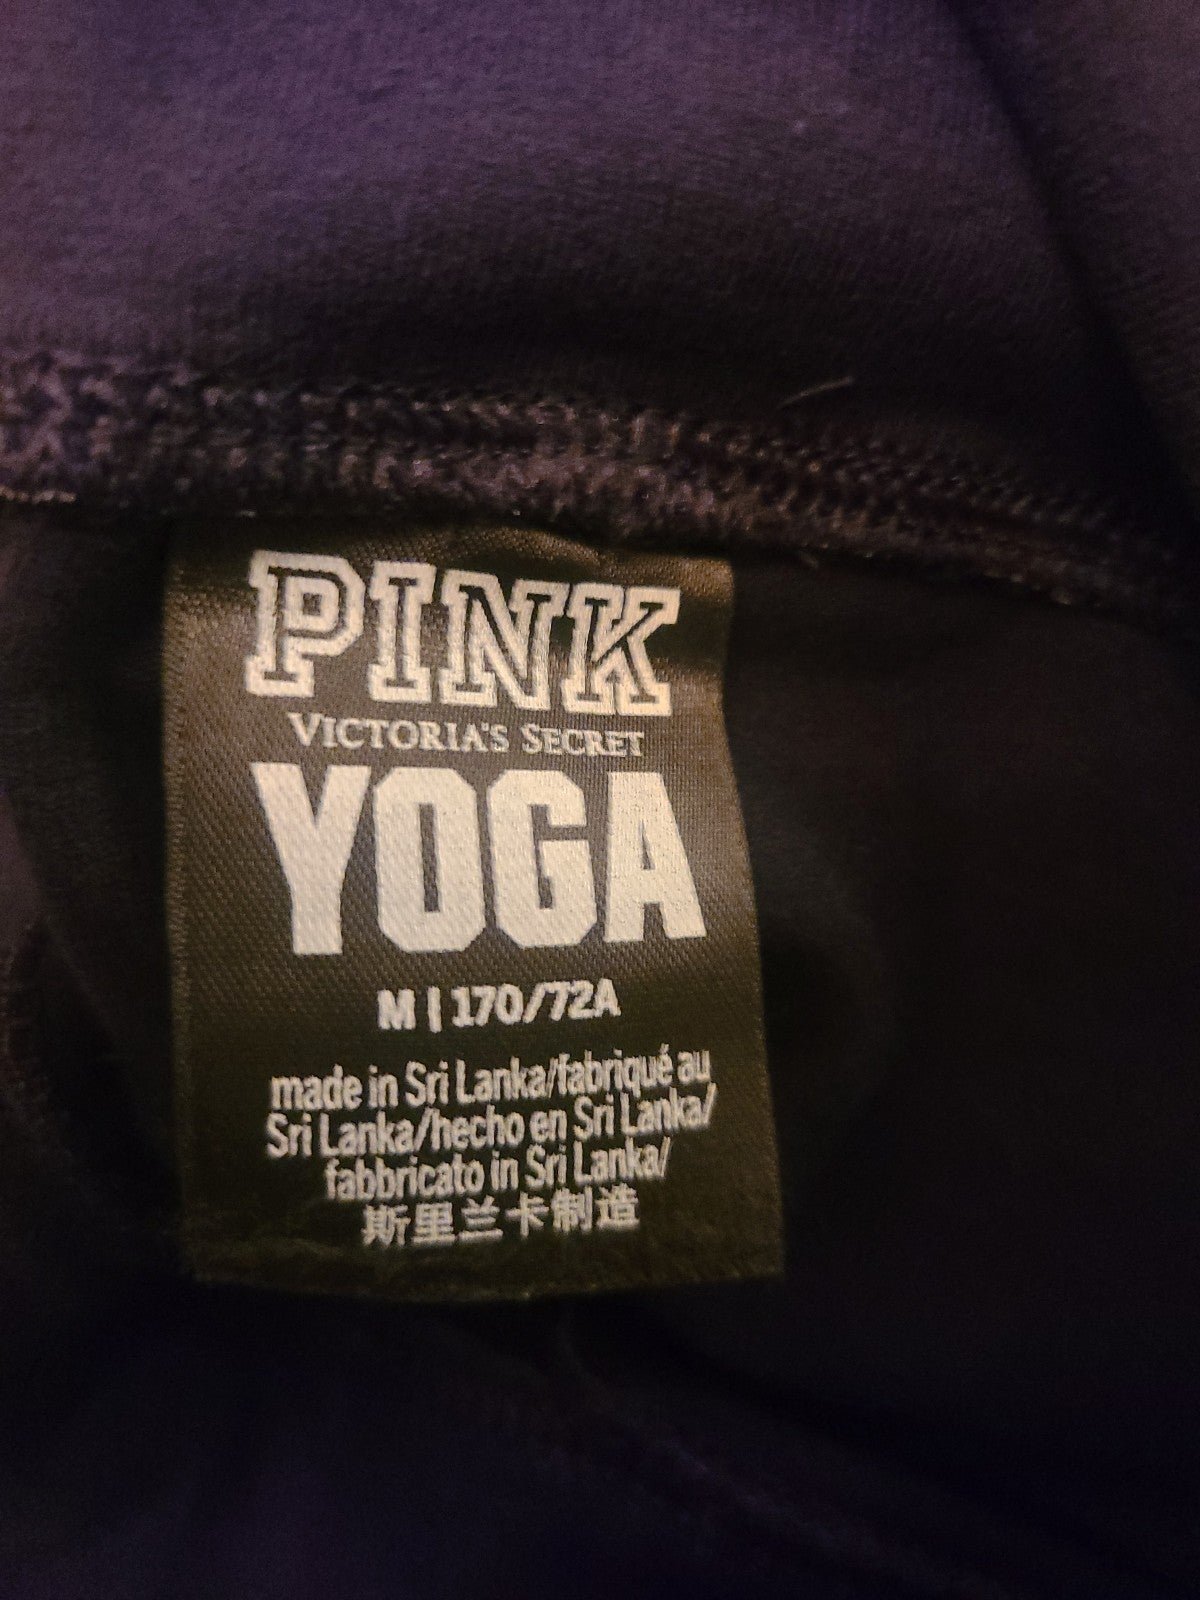 PINK
VICTORIA'S SECRET
YOGA
M | 170/72A
made in Sri Lanka/fabriqué au
Sri Lanka/hecho en Sri Lanka/
fabbricato in Sri Lanka/
斯里兰卡制造